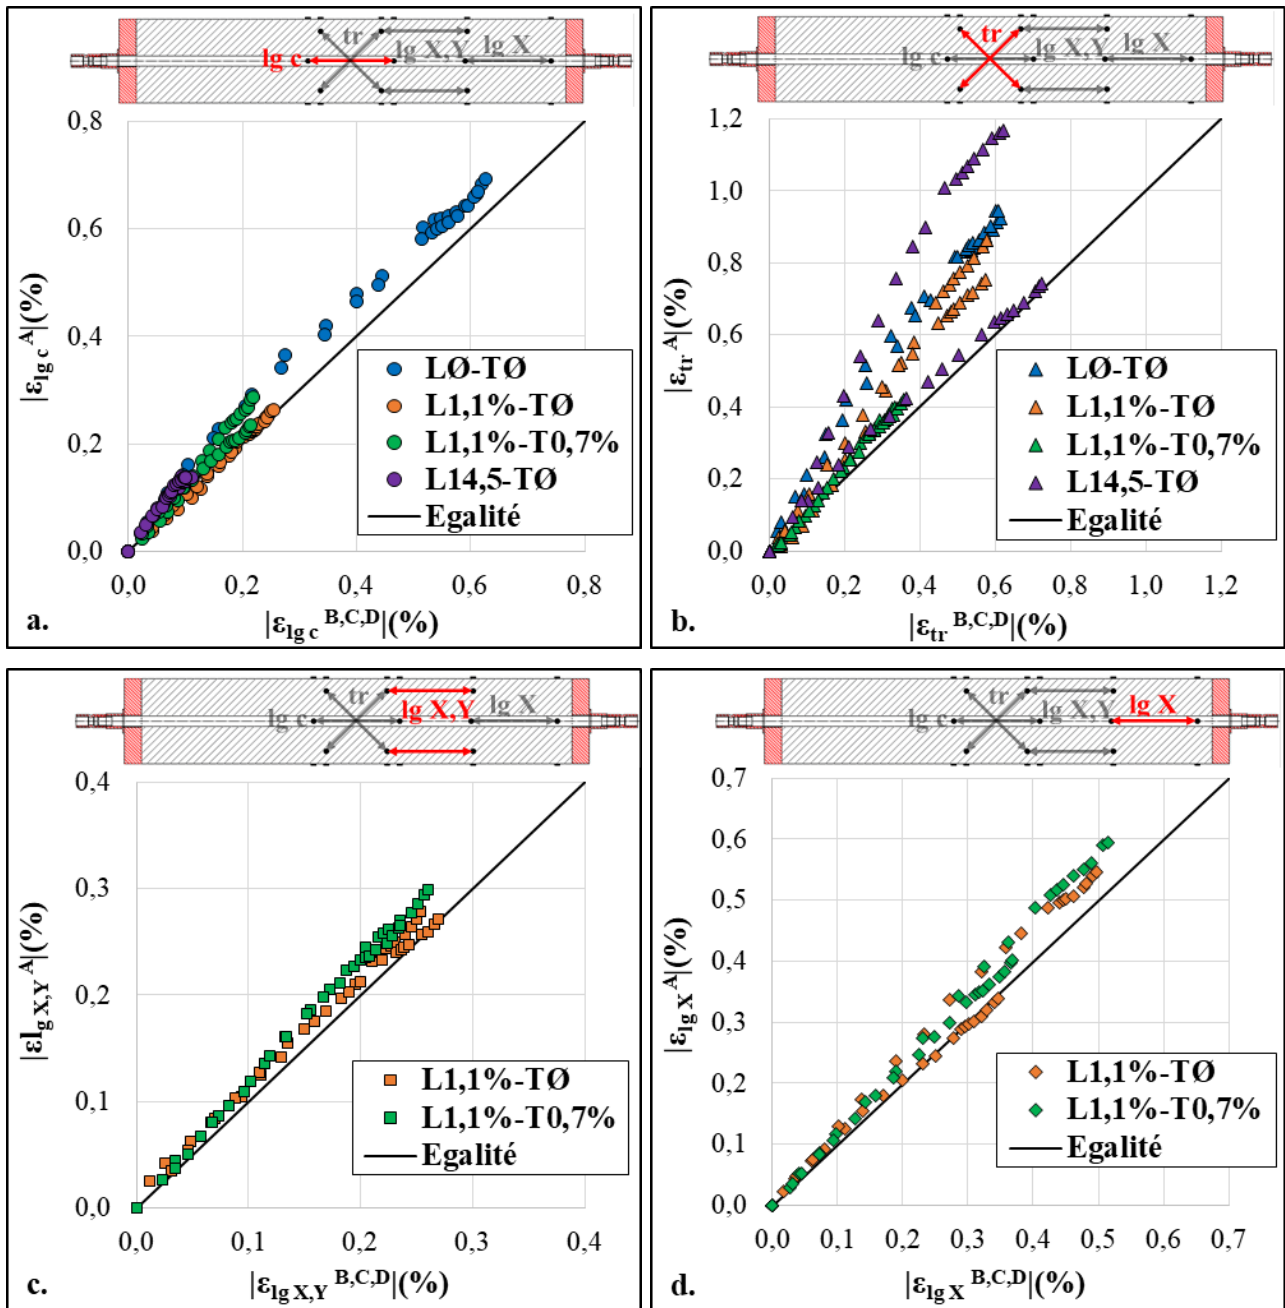 tr
lg c
lg X,Y
lg X
|ε lg c A|(%)
0,8
0,6
0,4
0,2
0,0
LØ-TØ
L1,1%-TØ
L1,1%-T0,7%
L14,5-TØ
Egalité
0,0 0,2 0,4 0,6 0,8
a. |ε lg c B,C,D|(%)
tr
lg c
lg X,Y
lg X
|ε tr A|(%)
1,2
1,0
0,8
0,6
0,4
0,2
0,0
LØ-TØ
L1,1%-TØ
L1,1%-T0,7%
L14,5-TØ
Egalité
0,0 0,2 0,4 0,6 0,8 1,0 1,2
b. |ε tr B,C,D|(%)
tr
lg c
lg X,Y
lg X
|εl g X,Y A|(%)
0,4
0,3
0,2
0,1
0,0
L1,1%-TØ
L1,1%-T0,7%
Egalité
0,0 0,1 0,2 0,3 0,4
c. |ε lg X,Y B,C,D|(%)
tr
lg c
lg X,Y
lg X
|ε lg X A|(%)
0,7
0,6
0,5
0,4
0,3
0,2
0,1
0,0
L1,1%-TØ
L1,1%-T0,7%
Egalité
0,0 0,1 0,2 0,3 0,4 0,5 0,6 0,7
d. |ε lg X B,C,D|(%)